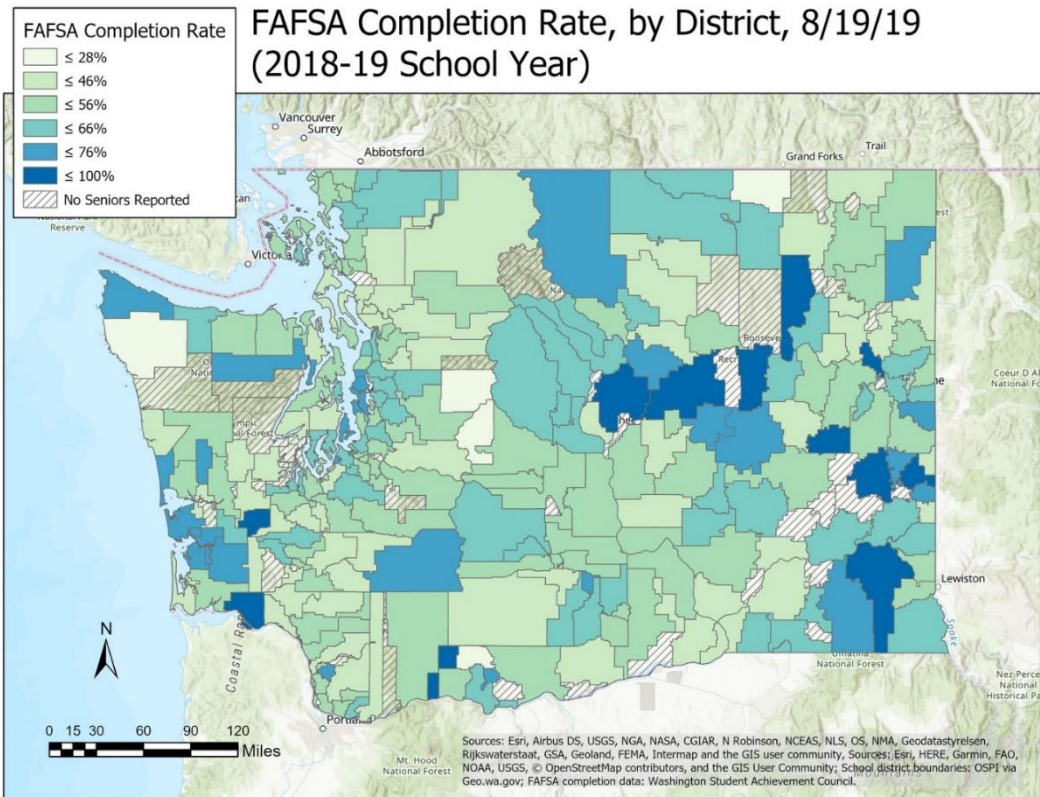 FAFSA Completion Rate, by District, 8/19/19
(2018-19 School Year)
FAFSA Completion Rate
≤ 28%
≤ 46%
≤ 56%
≤ 66%
≤ 76%
≤ 100%
No Seniors Reported
Vancouver
Surrey
Abbotsford
Grand Forks
Trail
Reserve
Victoria
Coeur D'Al
National Fo
Lewiston
Snake
Umatilla
National Forest
Nez Perce
National
Historical Pa
N
Coastal Ra
Portland
Mt. Hood
National Forest
0 15 30 60 90 120
Miles
Sources: Esri, Airbus DS, USGS, NGA, NASA, CGIAR, N Robinson, NCEAS, NLS, OS, NMA, Geodatastyrelsen,
Rijkswaterstaat, GSA, Geoland, FEMA, Intermap and the GIS user community, Sources: Esri, HERE, Garmin, FAO,
NOAA, USGS, © OpenStreetMap contributors, and the GIS User Community; School district boundaries: OSPI via
Geo.wa.gov; FAFSA completion data: Washington Student Achievement Council.